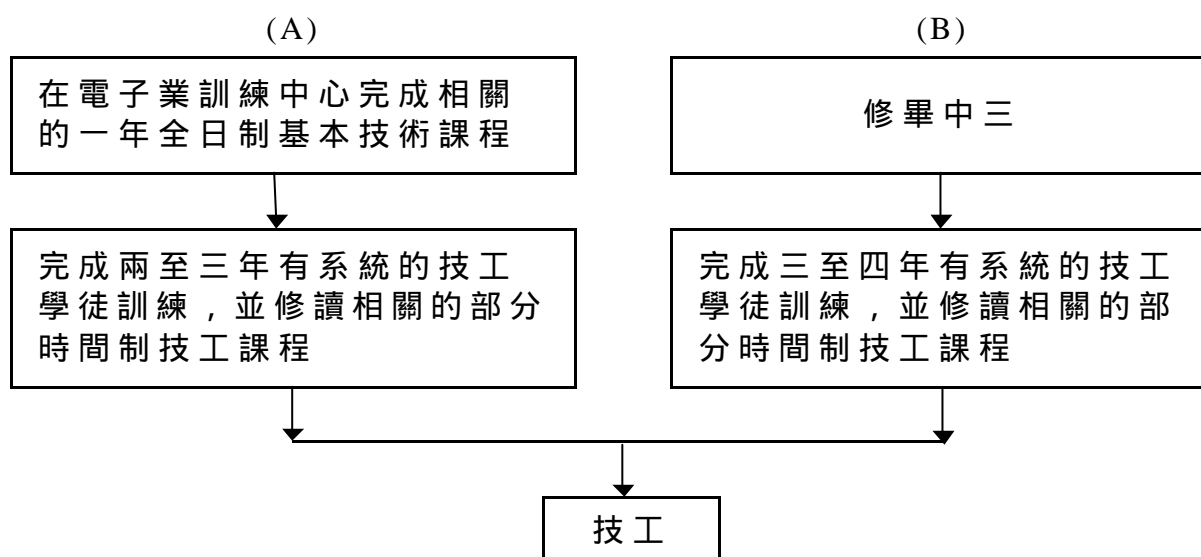 (A)
在電子業訓練中心完成相關
的一年全日制基本技術課程
完成兩至三年有系統的技工
學徒訓練，並修讀相關的部分
時間制技工課程
(B)
修畢中三
完成三至四年有系統的技工
學徒訓練，並修讀相關的部
分時間制技工課程
技工